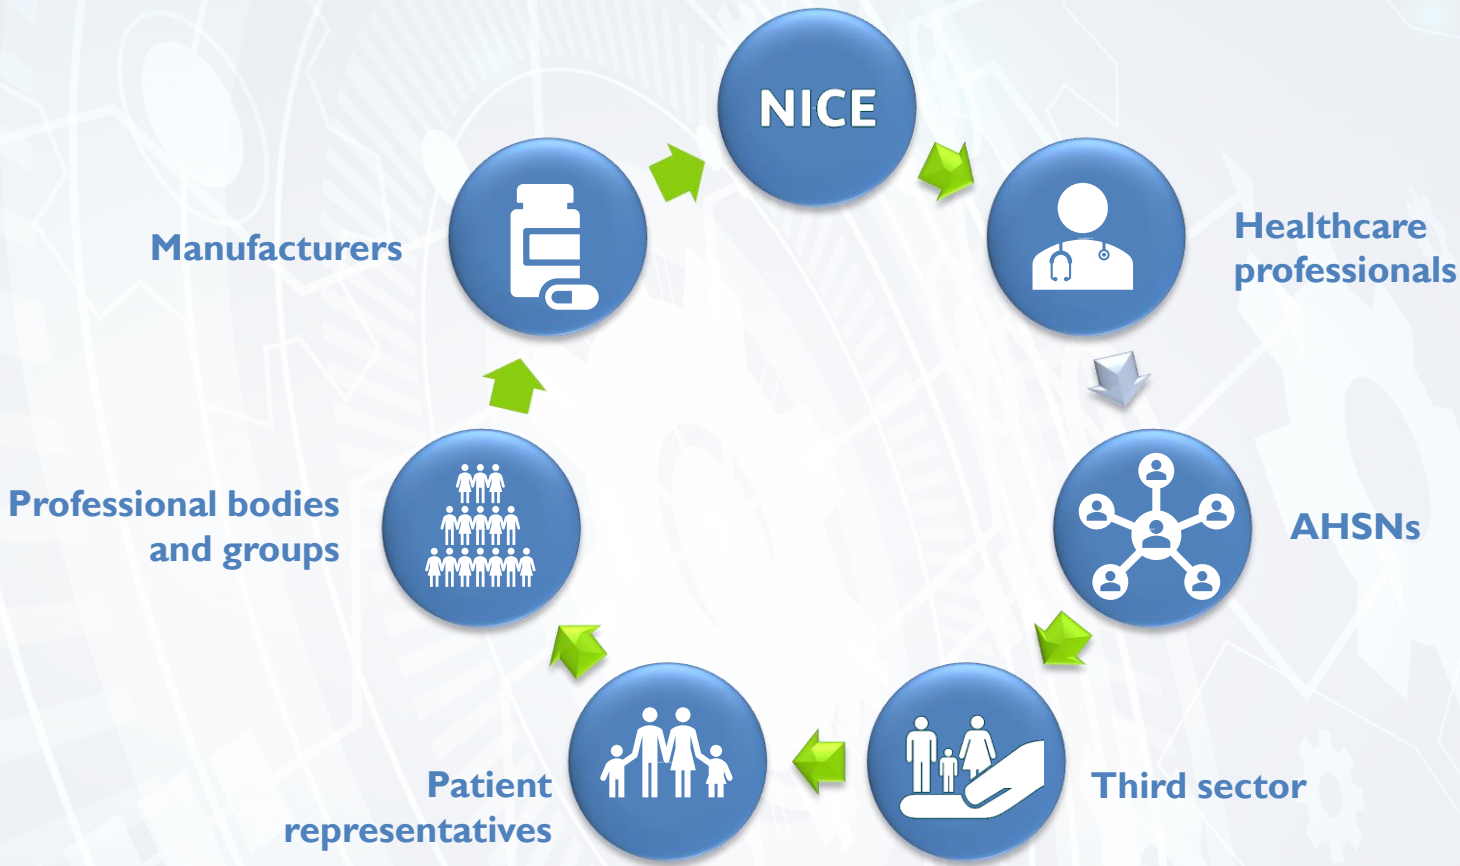 NICE
Healthcare
professionals
AHSNs
Third sector
Patient
representatives
Professional bodies
and groups
Manufacturers